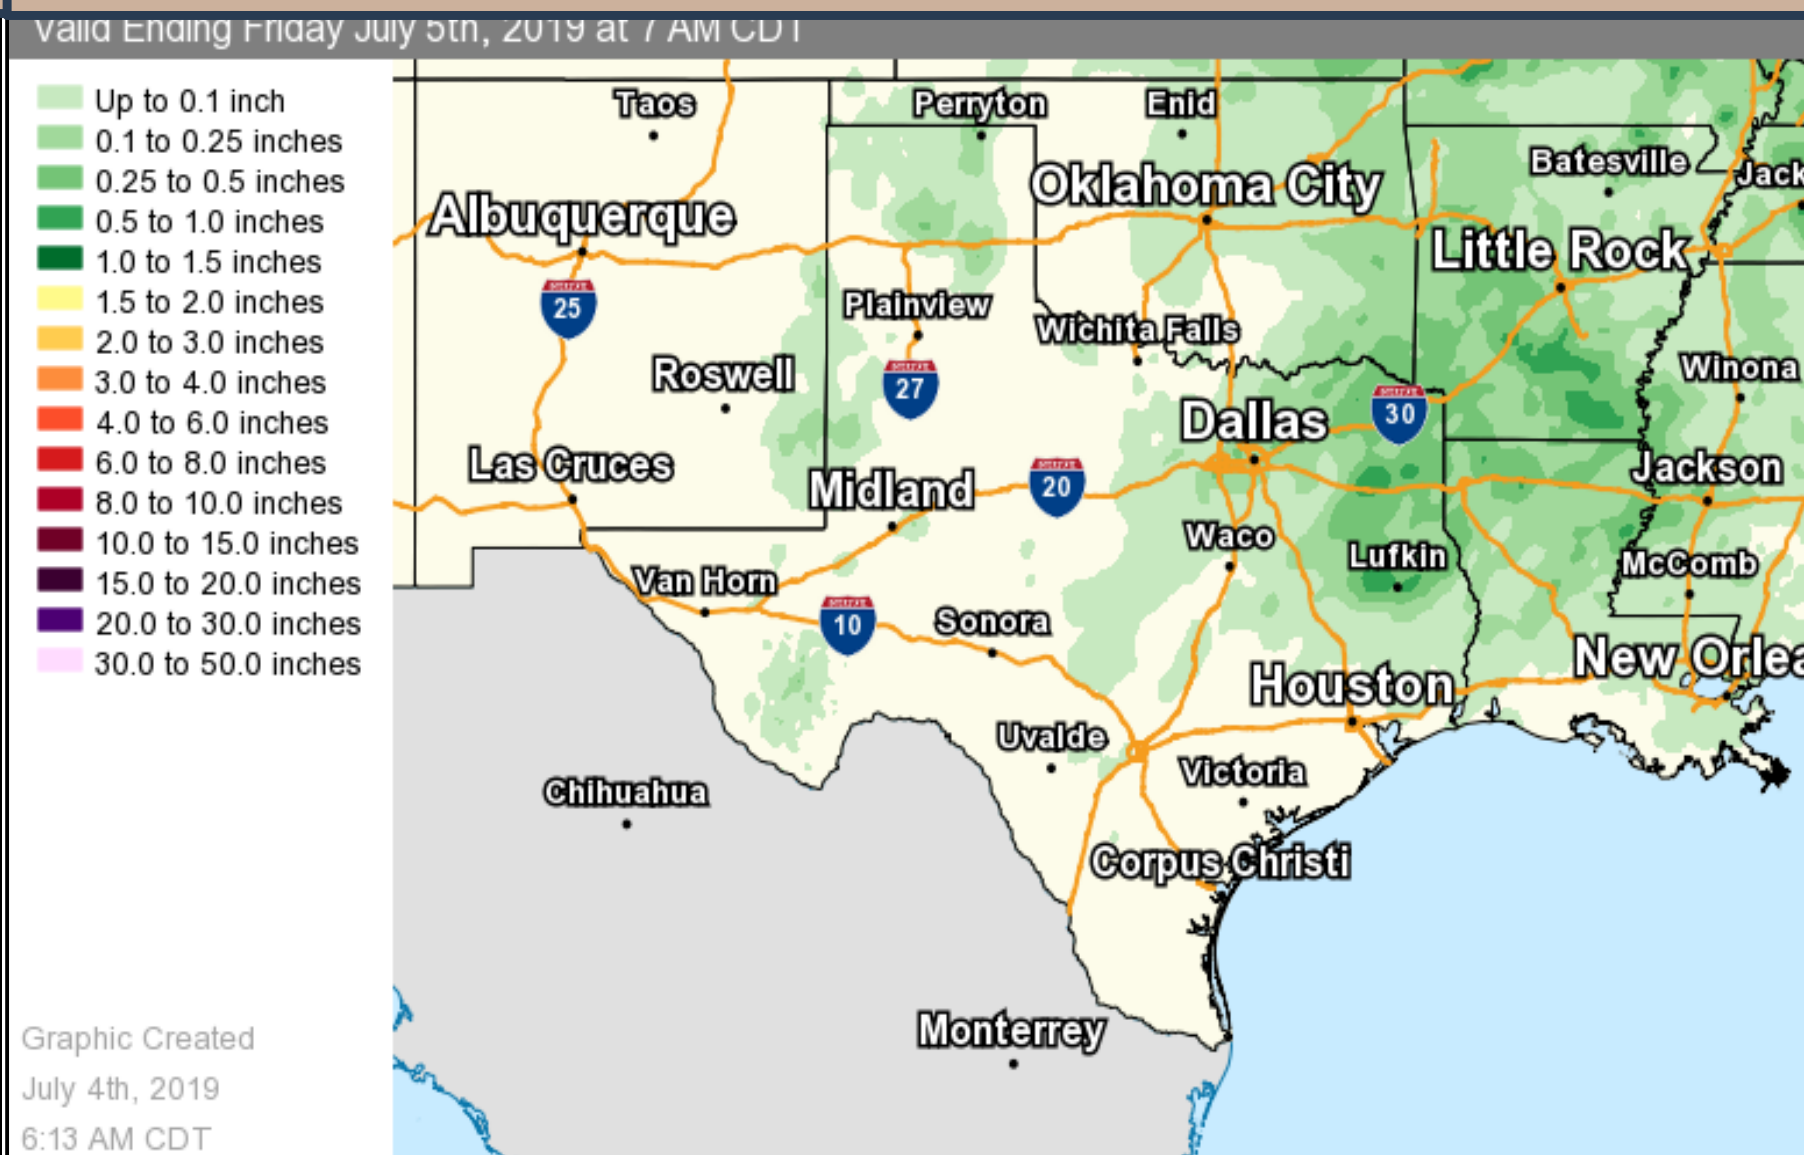 Valid Ending Friday July 5th, 2019 at 7 AM CDT
Up to 0.1 inch
0.1 to 0.25 inches
0.25 to 0.5 inches
0.5 to 1.0 inches
1.0 to 1.5 inches
1.5 to 2.0 inches
2.0 to 3.0 inches
3.0 to 4.0 inches
4.0 to 6.0 inches
6.0 to 8.0 inches
8.0 to 10.0 inches
10.0 to 15.0 inches
15.0 to 20.0 inches
20.0 to 30.0 inches
30.0 to 50.0 inches
Graphic Created
July 4th, 2019
6:13 AM CDT
Taos
Perryton
Enid
Batesville
Jack
Oklahoma City
Albuquerque
Little Rock
25
Plainview
Wichita Falls
Roswell
27
Winona
30
Dallas
Las Cruces
Midland
20
Jackson
Waco
Lufkin
McComb
Van Horn
10
Sonora
New Orlea
Houston
Uvalde
Victoria
Chihuahua
Corpus Christi
Monterrey